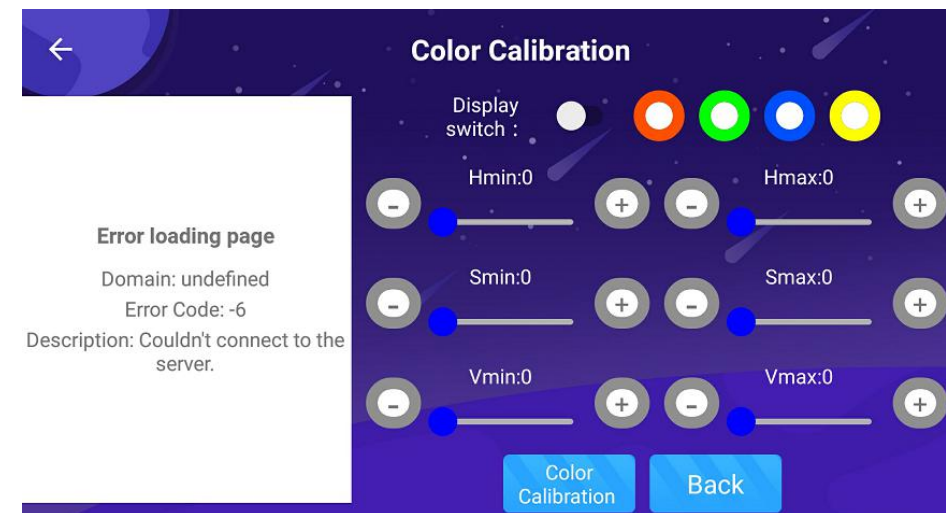 Color Calibration
Display
switch :
Hmin:0
Hmax:0
- + - +
Error loading page
Domain: undefined
Error Code: -6
Description: Couldn't connect to the
server.
Smin:0
Smax:0
- + - +
Vmin:0
Vmax:0
- + - +
Color
Calibration
Back